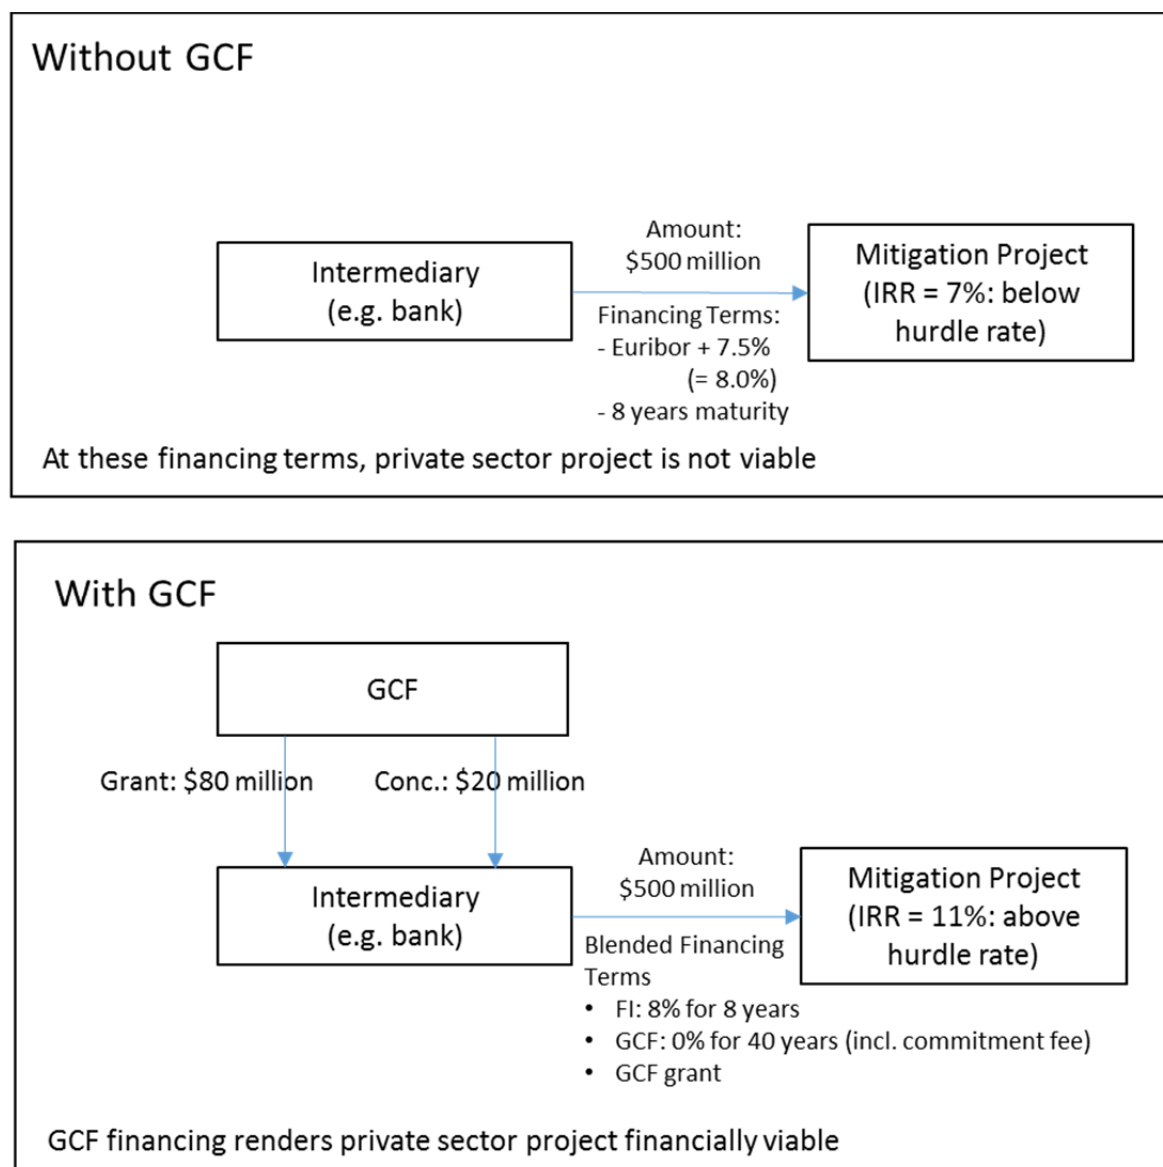 Without GCF
Amount:
$500 million
Intermediary
(e.g. bank)
Mitigation Project
(IRR = 7%: below
hurdle rate)
Financing Terms:
- Euribor + 7.5%
(= 8.0%)
- 8 years maturity
At these financing terms, private sector project is not viable
With GCF
GCF
Grant: $80 million
Conc.: $20 million
Amount:
$500 million
Intermediary
(e.g. bank)
Mitigation Project
(IRR = 11%: above
hurdle rate)
Blended Financing
Terms
• FI: 8% for 8 years
• GCF: 0% for 40 years (incl. commitment fee)
• GCF grant
GCF financing renders private sector project financially viable